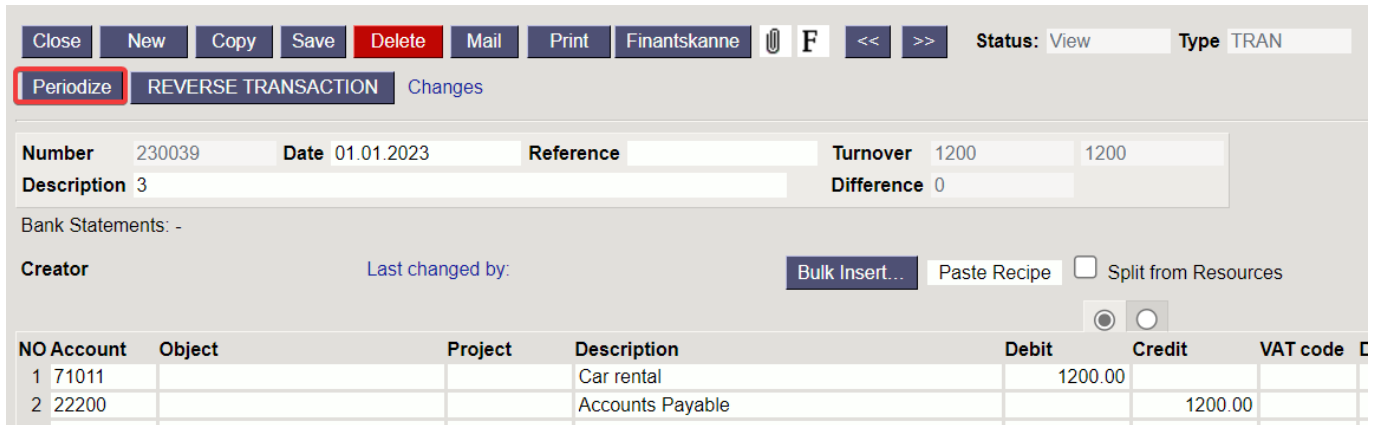 Close New Copy Save Delete Mail Print Finantskanne F << >> Status: View Type TRAN
Periodize REVERSE TRANSACTION Changes
Number 230039 Date 01.01.2023 Reference Turnover 1200 1200
Description 3 Difference 0
Bank Statements: -
Creator Last changed by: Bulk Insert... Paste Recipe Split from Resources
NO Account Object Project Description Debit Credit VAT code D
1 71011 Car rental 1200.00
2 22200 Accounts Payable 1200.00